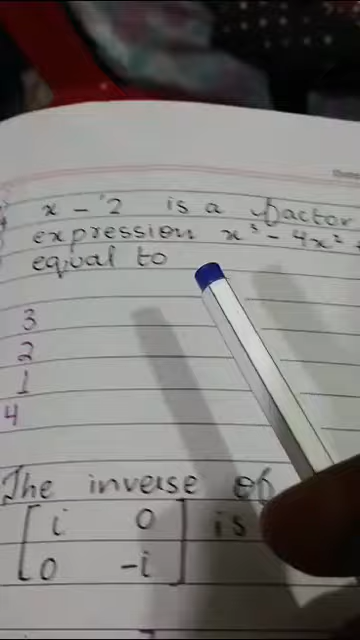 x - 2 is a factor
expression x³ - 4x² +
equal to
3
2
1
4
The inverse of
[i 0
0 -i] is